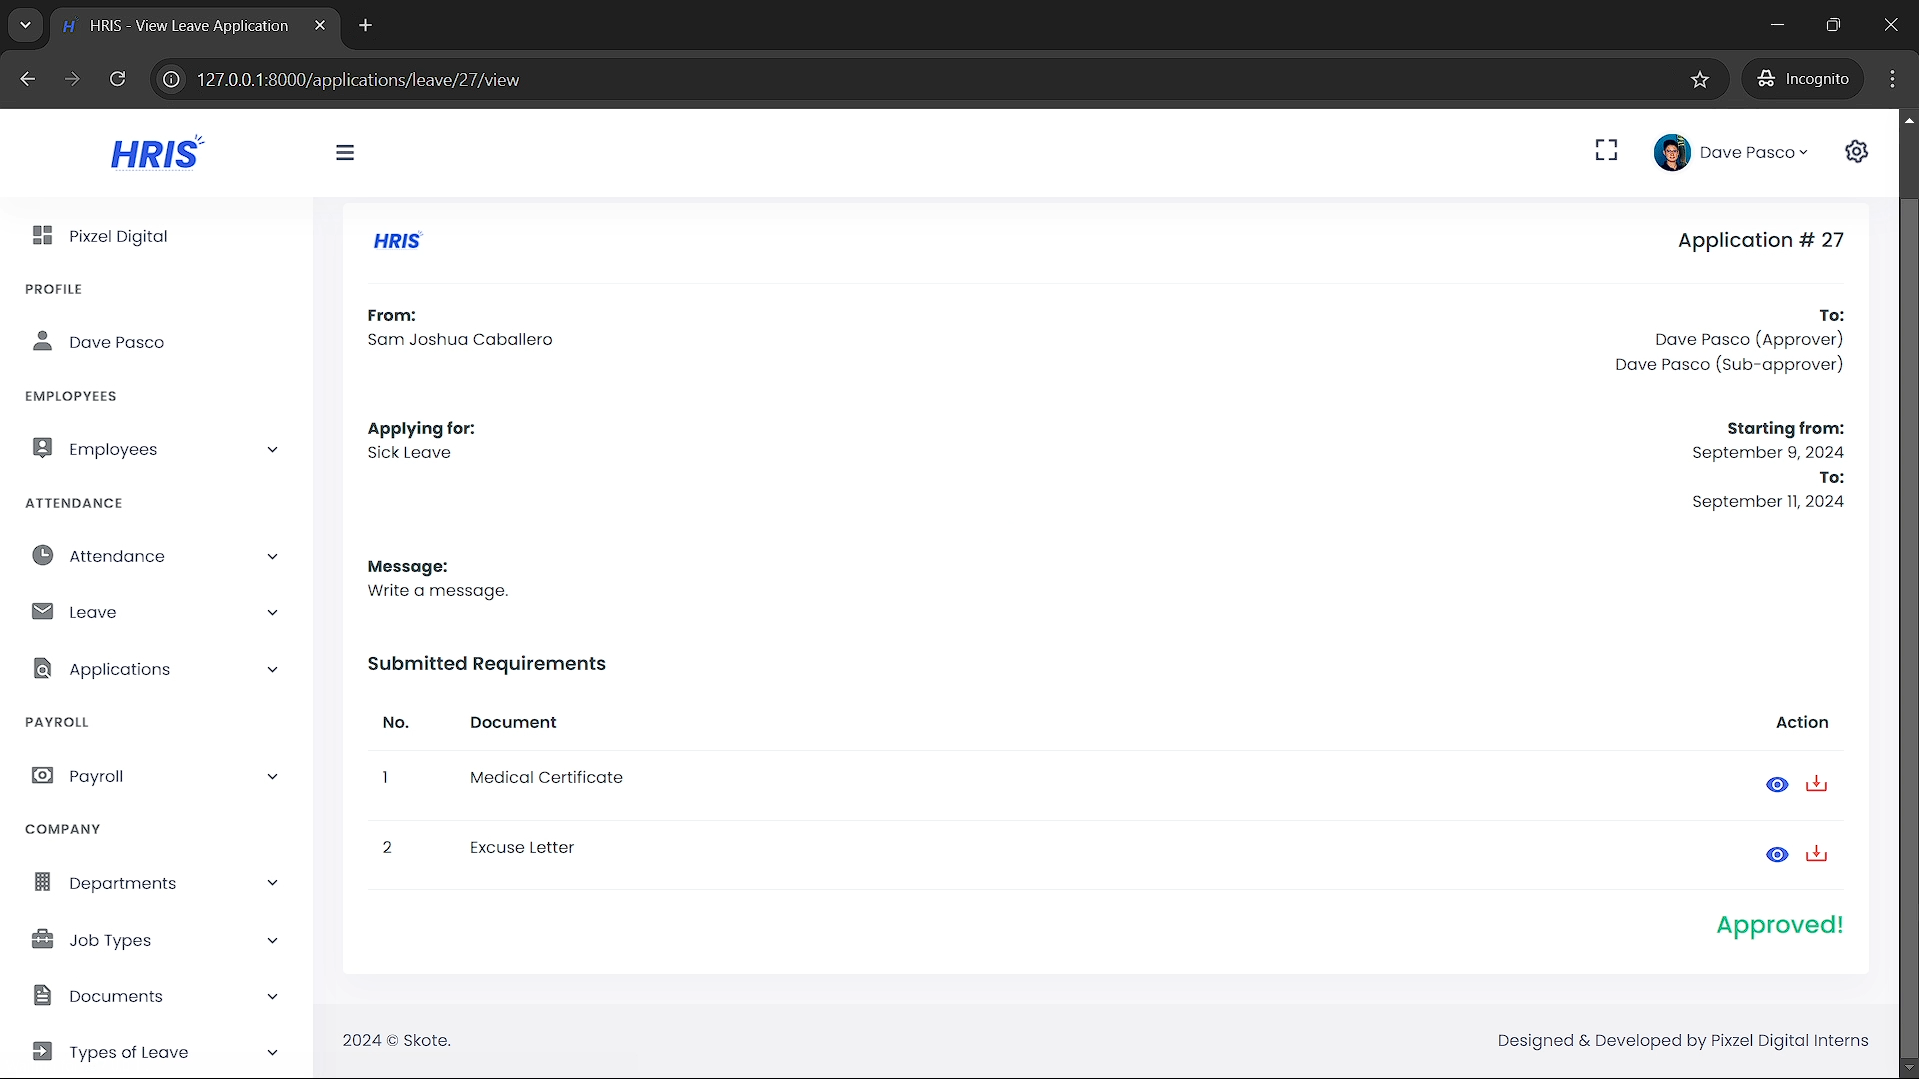 HRIS - View Leave Application
127.0.0.1:8000/applications/leave/27/view
Incognito
HRIS
Dave Pasco
Pixzel Digital
PROFILE
Dave Pasco
EMPLOPYEES
Employees
ATTENDANCE
Attendance
Leave
Applications
PAYROLL
Payroll
COMPANY
Departments
Job Types
Documents
Types of Leave
HRIS
Application # 27
From:
Sam Joshua Caballero
To:
Dave Pasco (Approver)
Dave Pasco (Sub-approver)
Applying for:
Sick Leave
Starting from:
September 9, 2024
To:
September 11, 2024
Message:
Write a message.
Submitted Requirements
No. Document Action
1 Medical Certificate
2 Excuse Letter
Approved!
2024 © Skote.
Designed & Developed by Pixzel Digital Interns